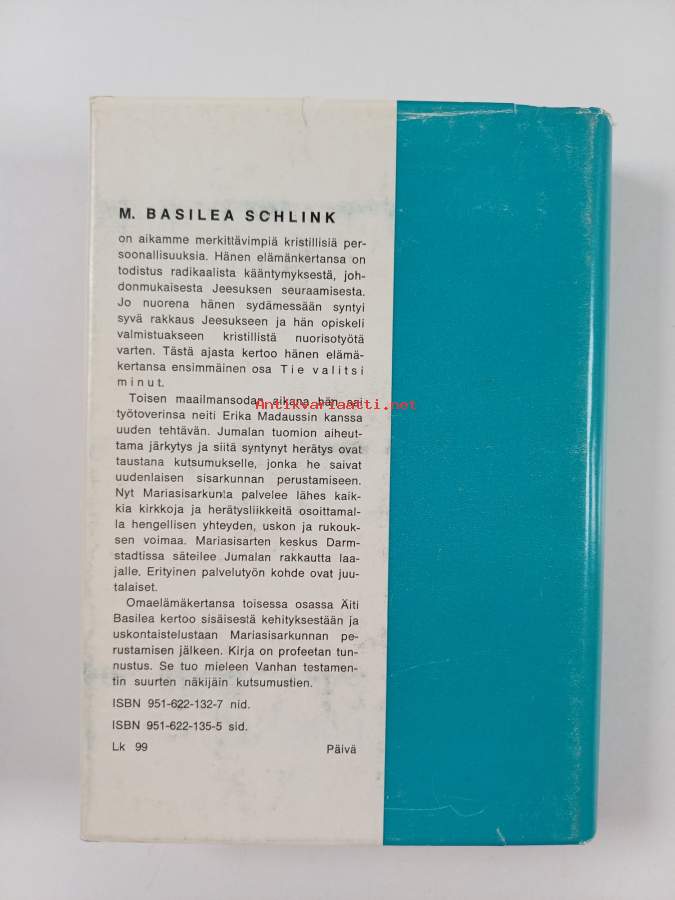 M. BASILEA SCHLINK
on aikamme merkittävimpiä kristillisiä per-
soonallisuuksia. Hänen elämänkertansa on
todistus radikaalista kääntymyksestä, joh-
donmukaisesta Jeesuksen seuraamisesta.
Jo nuorena hänen sydämessään syntyi
syvä rakkaus Jeesukseen ja hän opiskeli
valmistuakseen kristillistä nuorisotyötä
varten. Tästä ajasta kertoo hänen elämä-
kertansa ensimmäinen osa Tie valitsi
minut.
Toisen maailmansodan aikana hän sai
Antikvariaatti.net
työtoverinsa neiti Erika Madaussin kanssa
uuden tehtävän. Jumalan tuomion aiheut-
tama järkytys ja siitä syntynyt herätys ovat
taustana kutsumukselle, jonka he saivat
uudenlaisen sisarkunnan perustamiseen.
Nyt Mariasisarkunta palvelee lähes kaik-
kia kirkkoja ja herätysliikkeitä osoittamal-
la hengellisen yhteyden, uskon ja rukouk-
sen voimaa. Mariasisarten keskus Darm-
stadtissa säteilee Jumalan rakkautta laa-
jalle. Erityinen palvelutyön kohde ovat juu-
talaiset.
Omaelämäkertansa toisessa osassa Äiti
Basilea kertoo sisäisestä kehityksestään ja
uskontaistelustaan Mariasisarkunnan pe-
rustamisen jälkeen. Kirja on profeetan tun-
nustus. Se tuo mieleen Vanhan testamen-
tin suurten näkijäin kutsumustien.
ISBN 951-622-132-7 nid.
ISBN 951-622-135-5 sid.
Lk 99 Päivä